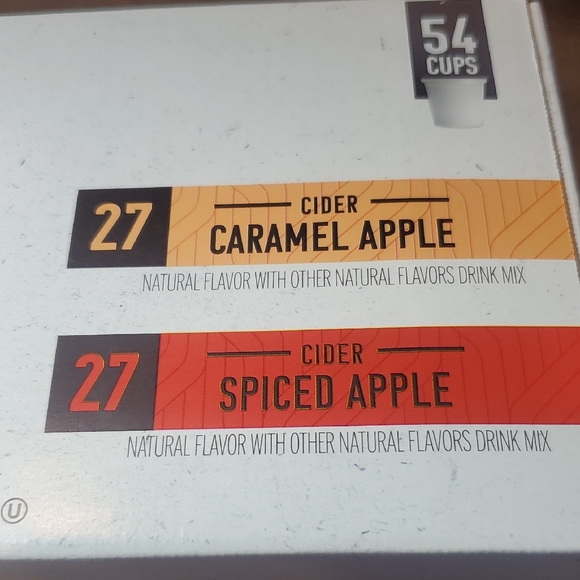 54
CUPS
27
CIDER
CARAMEL APPLE
NATURAL FLAVOR WITH OTHER NATURAL FLAVORS DRINK MIX
27
CIDER
SPICED APPLE
NATURAL FLAVOR WITH OTHER NATURAL FLAVORS DRINK MIX
U